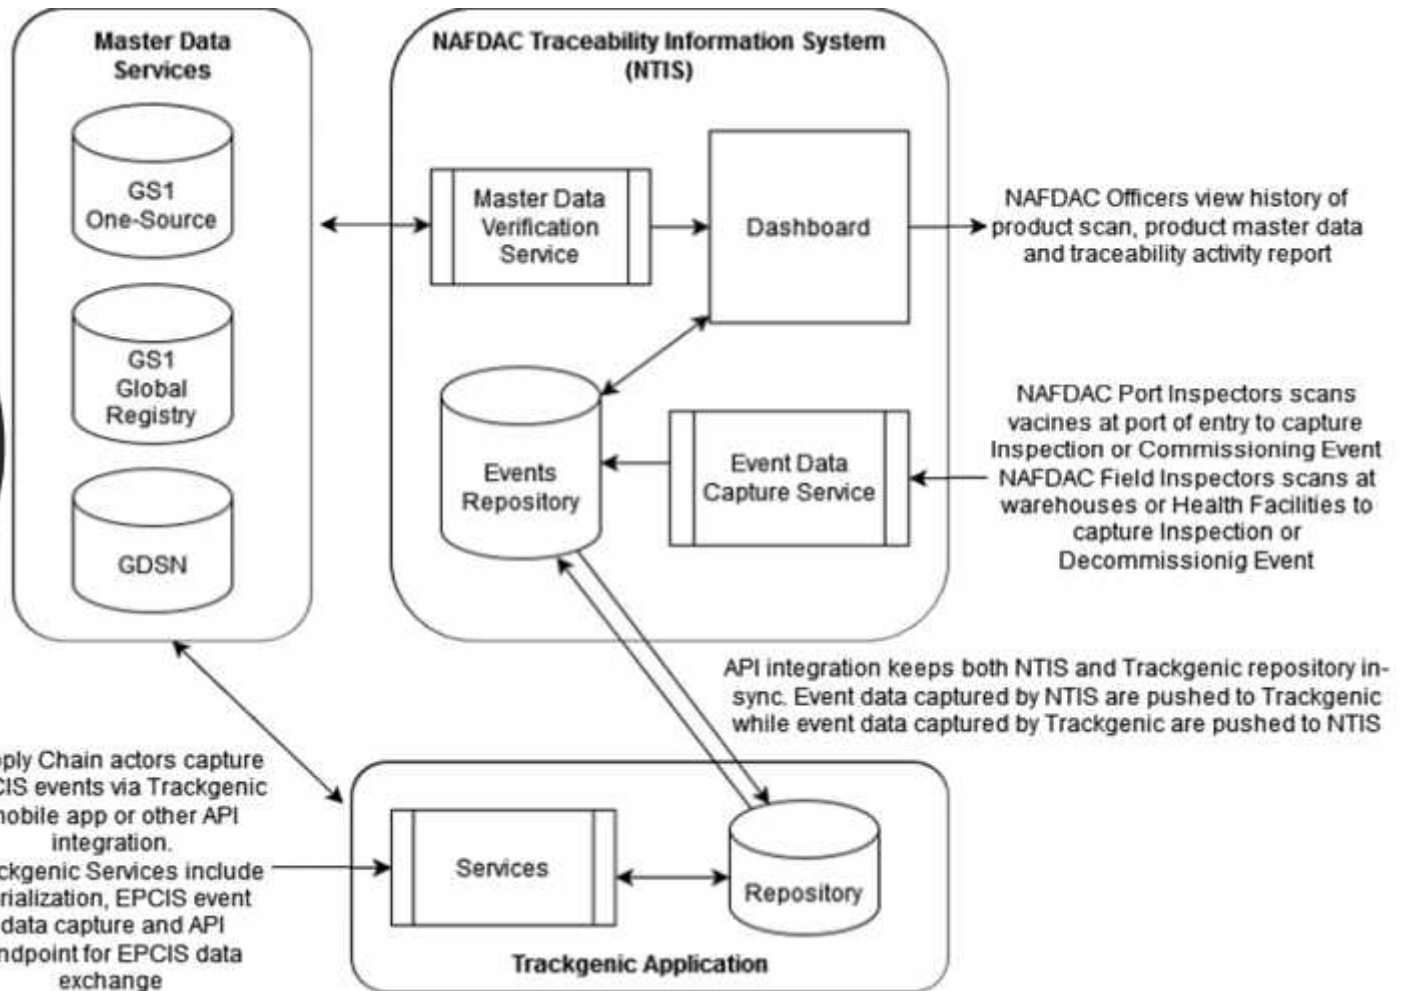 Master Data
Services
GS1
One-Source
GS1
Global
Registry
GDSN
NAFDAC Traceability Information System
(NTIS)
Master Data
Verification
Service
Dashboard
Events
Repository
Event Data
Capture Service
NAFDAC Officers view history of
product scan, product master data
and traceability activity report
NAFDAC Port Inspectors scans
vacines at port of entry to capture
Inspection or Commissioning Event
NAFDAC Field Inspectors scans at
warehouses or Health Facilities to
capture Inspection or
Decommissionig Event
API integration keeps both NTIS and Trackgenic repository in-
sync. Event data captured by NTIS are pushed to Trackgenic
while event data captured by Trackgenic are pushed to NTIS
Chain actors capture
events via Trackgenic
app or other API
integration.
Services include
EPCIS event
data capture and API
for EPCIS data
exchange
Services
Repository
Trackgenic Application